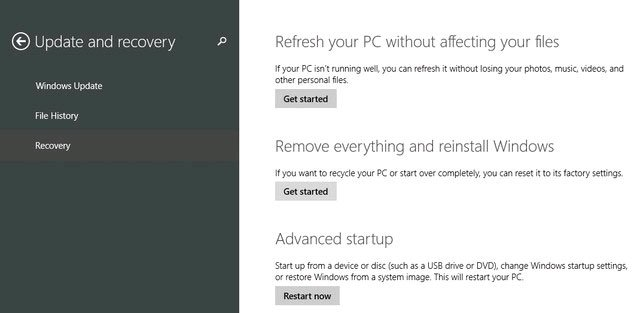 Update and recovery
Windows Update
File History
Recovery
Refresh your PC without affecting your files
If your PC isn't running well, you can refresh it without losing your photos, music, videos, and
other personal files.
Get started
Remove everything and reinstall Windows
If you want to recycle your PC or start over completely, you can reset it to its factory settings.
Get started
Advanced startup
Start up from a device or disc (such as a USB drive or DVD), change Windows startup settings,
or restore Windows from a system image. This will restart your PC.
Restart now